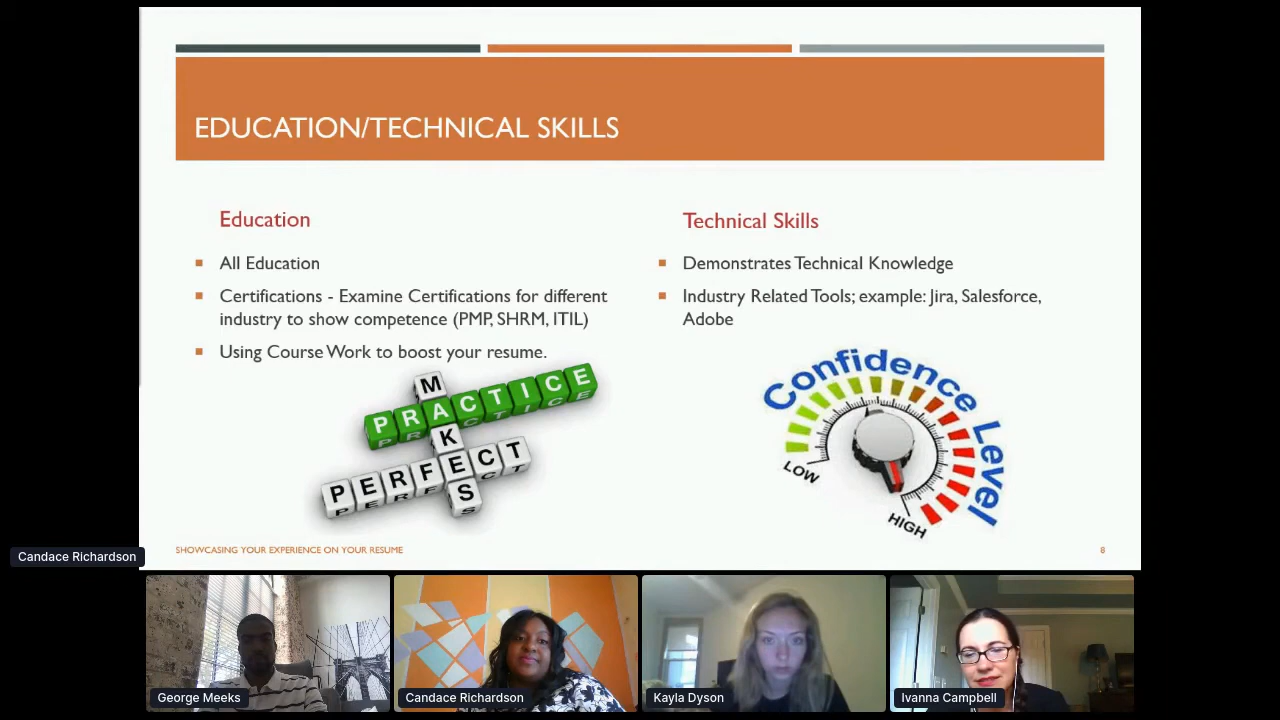 EDUCATION/TECHNICAL SKILLS
Education
All Education
Certifications - Examine Certifications for different
industry to show competence (PMP, SHRM, ITIL)
Using Course Work to boost your resume.
PRACTICE
MAKES
PERFECT
Technical Skills
Demonstrates Technical Knowledge
Industry Related Tools; example: Jira, Salesforce,
Adobe
Confidence Level
LOW
HIGH
SHOWCASING YOUR EXPERIENCE ON YOUR RESUME
8
Candace Richardson
George Meeks
Candace Richardson
Kayla Dyson
Ivanna Campbell